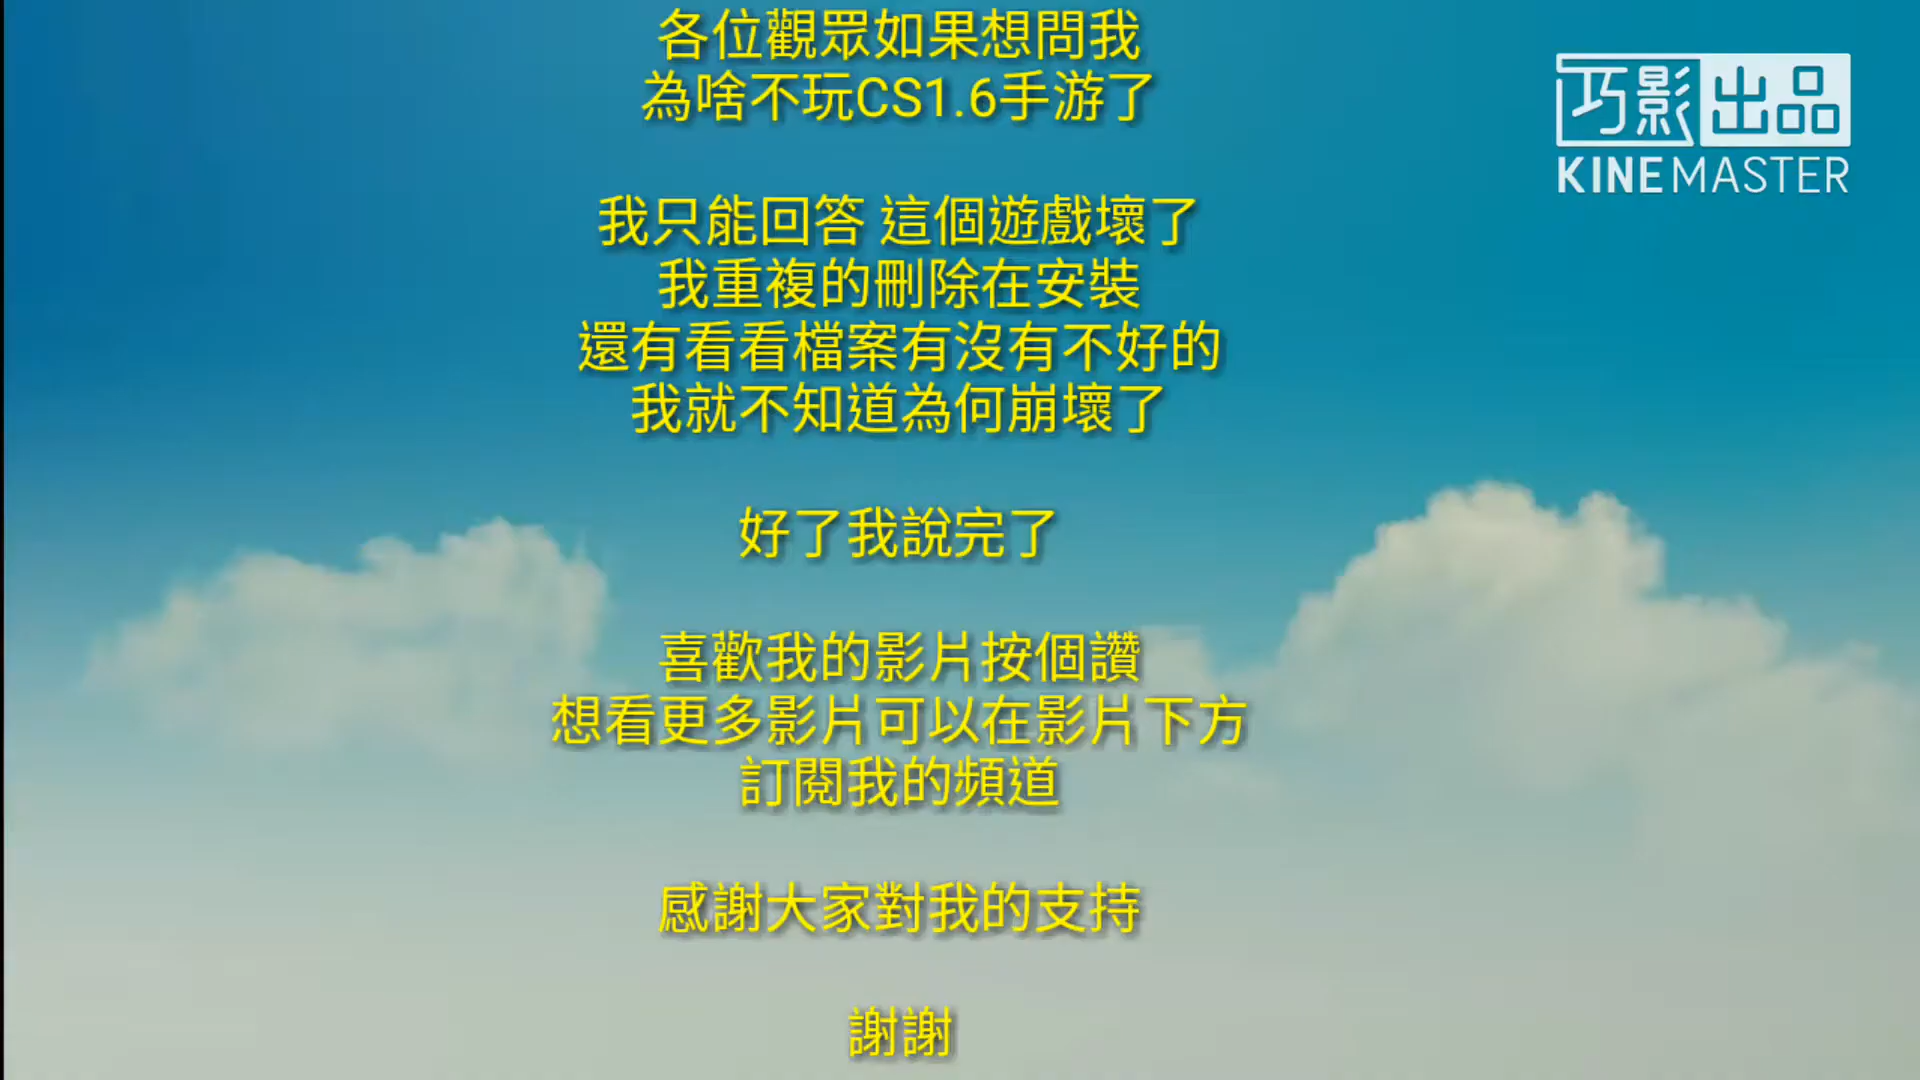 各位觀眾如果想問我
為啥不玩CS1.6手游了
我只能回答 這個遊戲壞了
我重複的刪除在安裝
還有看看檔案有沒有不好的
我就不知道為何崩壞了
好了我說完了
喜歡我的影片按個讚
想看更多影片可以在影片下方
訂閱我的頻道
感謝大家對我的支持
謝謝
巧影出品
KINEMASTER